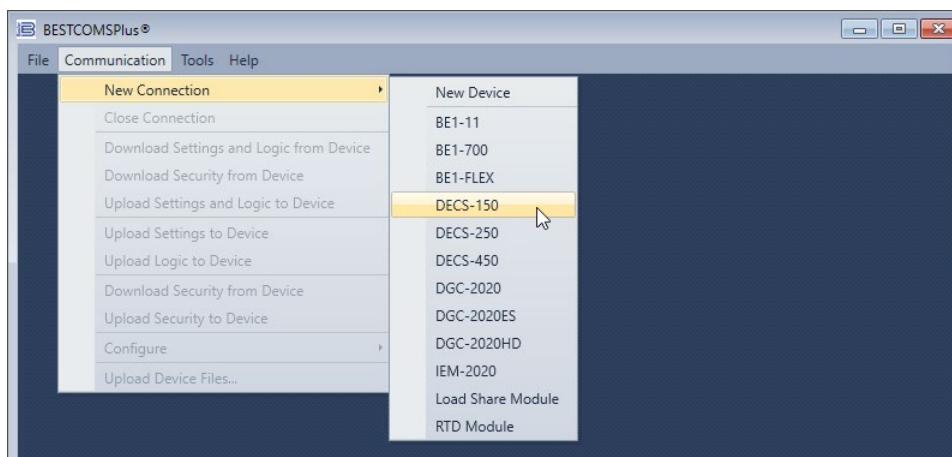 BESTCOMSPlus®
File Communication Tools Help
New Connection
Close Connection
Download Settings and Logic from Device
Download Security from Device
Upload Settings and Logic to Device
Upload Settings to Device
Upload Logic to Device
Download Security from Device
Upload Security to Device
Configure
Upload Device Files...
New Device
BE1-11
BE1-700
BE1-FLEX
DECS-150
DECS-250
DECS-450
DGC-2020
DGC-2020ES
DGC-2020HD
IEM-2020
Load Share Module
RTD Module